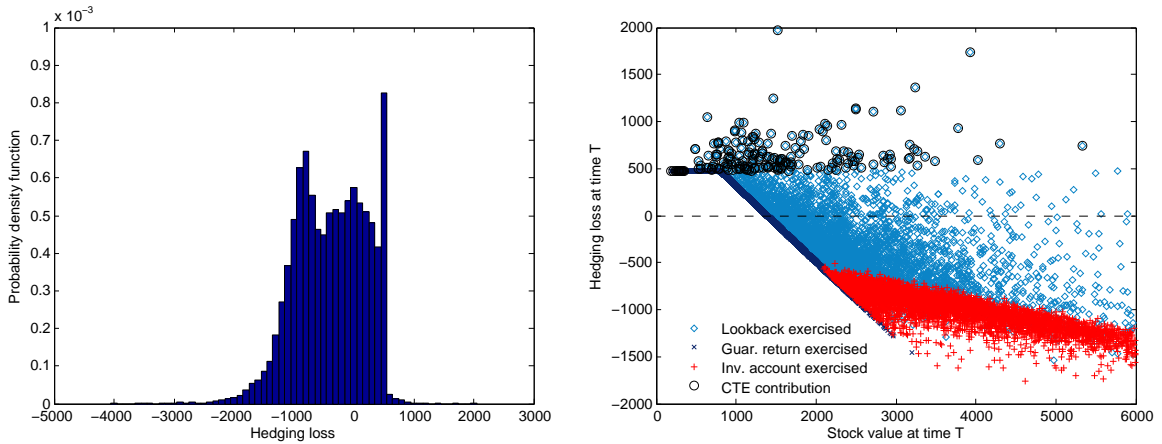 x 10⁻³
1
0.9
0.8
0.7
0.6
0.5
0.4
0.3
0.2
0.1
0
Probability density function
−5000 −4000 −3000 −2000 −1000 0 1000 2000 3000
Hedging loss
2000
1500
1000
500
0
−500
−1000
−1500
−2000
Hedging loss at time T
Lookback exercised
Guar. return exercised
Inv. account exercised
CTE contribution
0 1000 2000 3000 4000 5000 6000
Stock value at time T